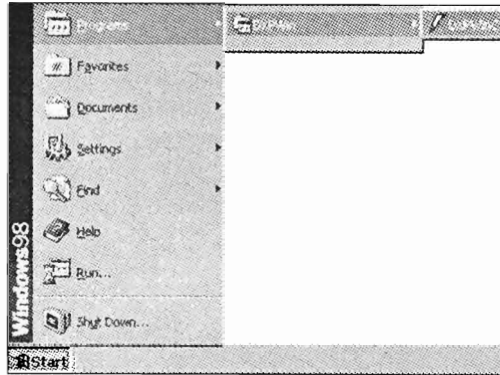 Programs
Favorites
Documents
Settings
Find
Help
Run...
Shut Down...
Windows98
Start